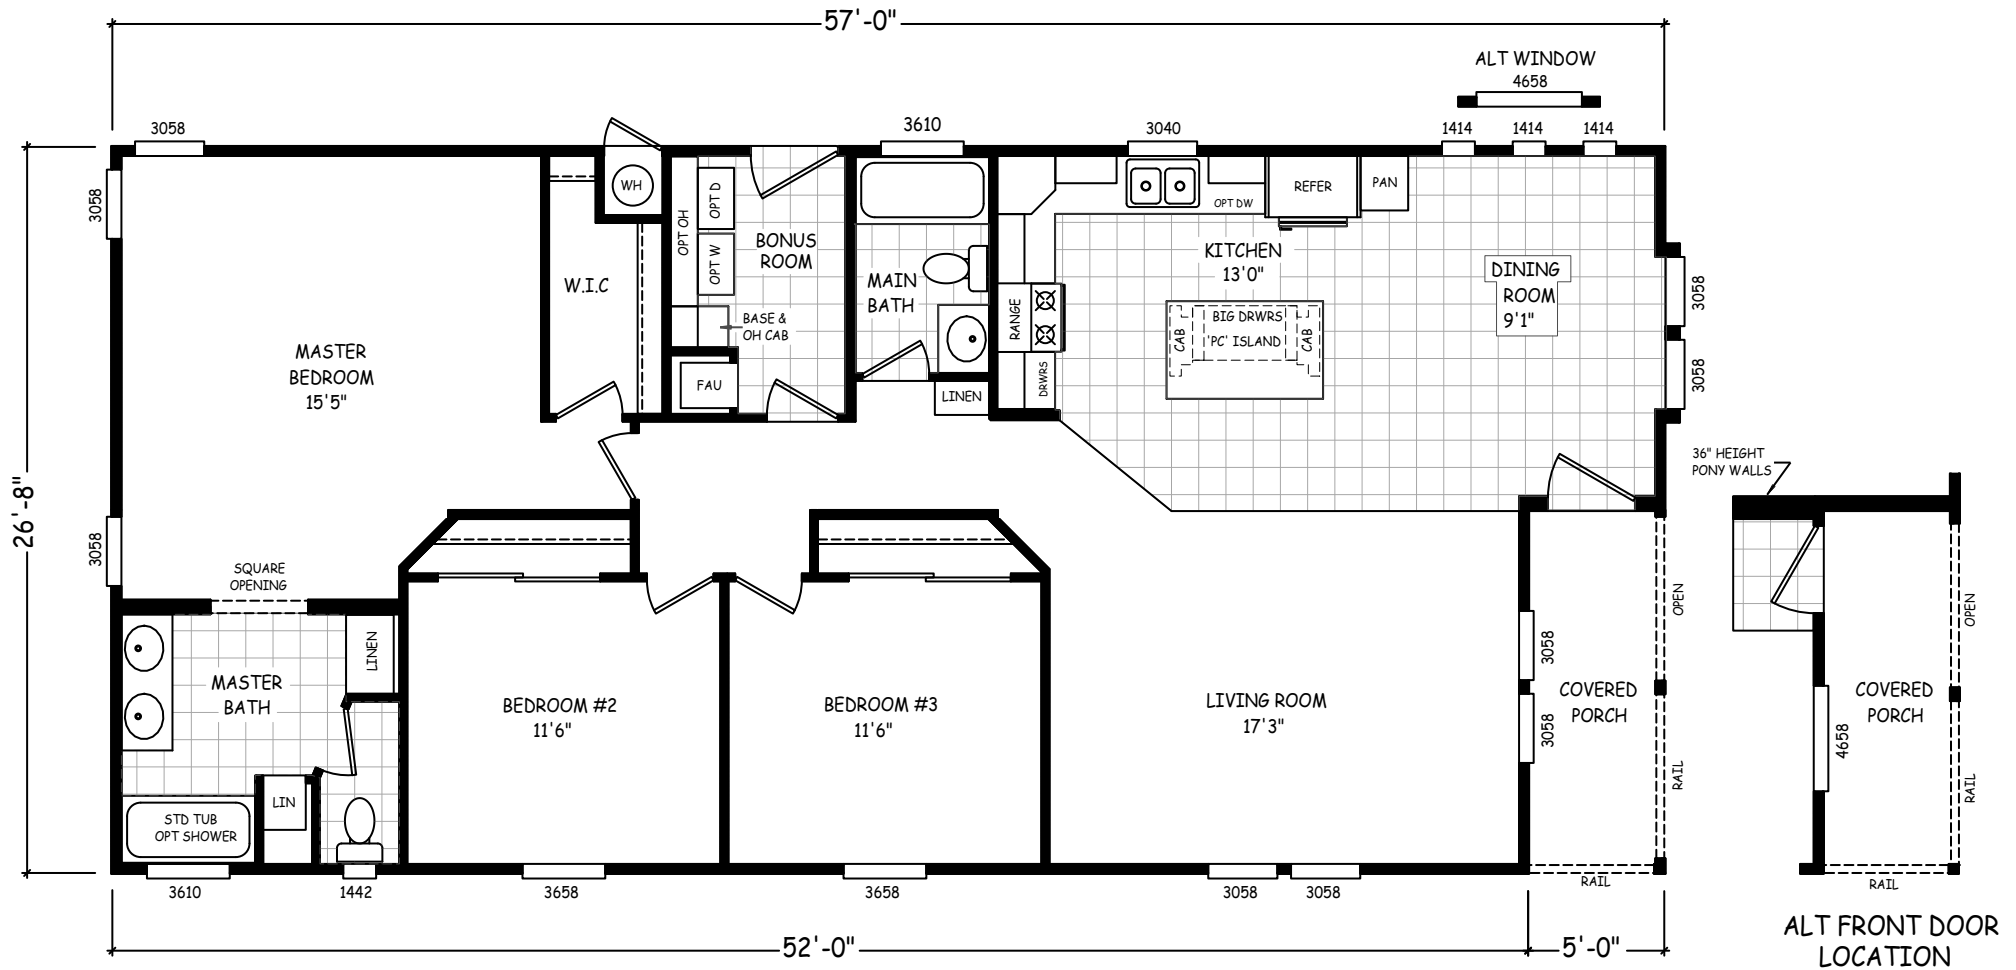 57'-0"
ALT WINDOW
4658
3058
3610
3040
1414
1414
1414
3058
WH
OPT D
OPT OH
OPT W
BONUS
ROOM
BASE &
OH CAB
FAU
W.I.C
MAIN
BATH
LINEN
REFER
PAN
OPT DW
KITCHEN
13'0"
RANGE
DRWRS
BIG DRWRS
'PC' ISLAND
CAB
CAB
DINING
ROOM
9'1"
3058
3058
MASTER
BEDROOM
15'5"
26'-8"
3058
SQUARE
OPENING
36" HEIGHT
PONY WALLS
LINEN
MASTER
BATH
LIN
STD TUB
OPT SHOWER
BEDROOM #2
11'6"
BEDROOM #3
11'6"
LIVING ROOM
17'3"
3058
3058
COVERED
PORCH
OPEN
RAIL
RAIL
4658
COVERED
PORCH
OPEN
RAIL
RAIL
3610
1442
3658
3658
3058
3058
52'-0"
5'-0"
ALT FRONT DOOR
LOCATION